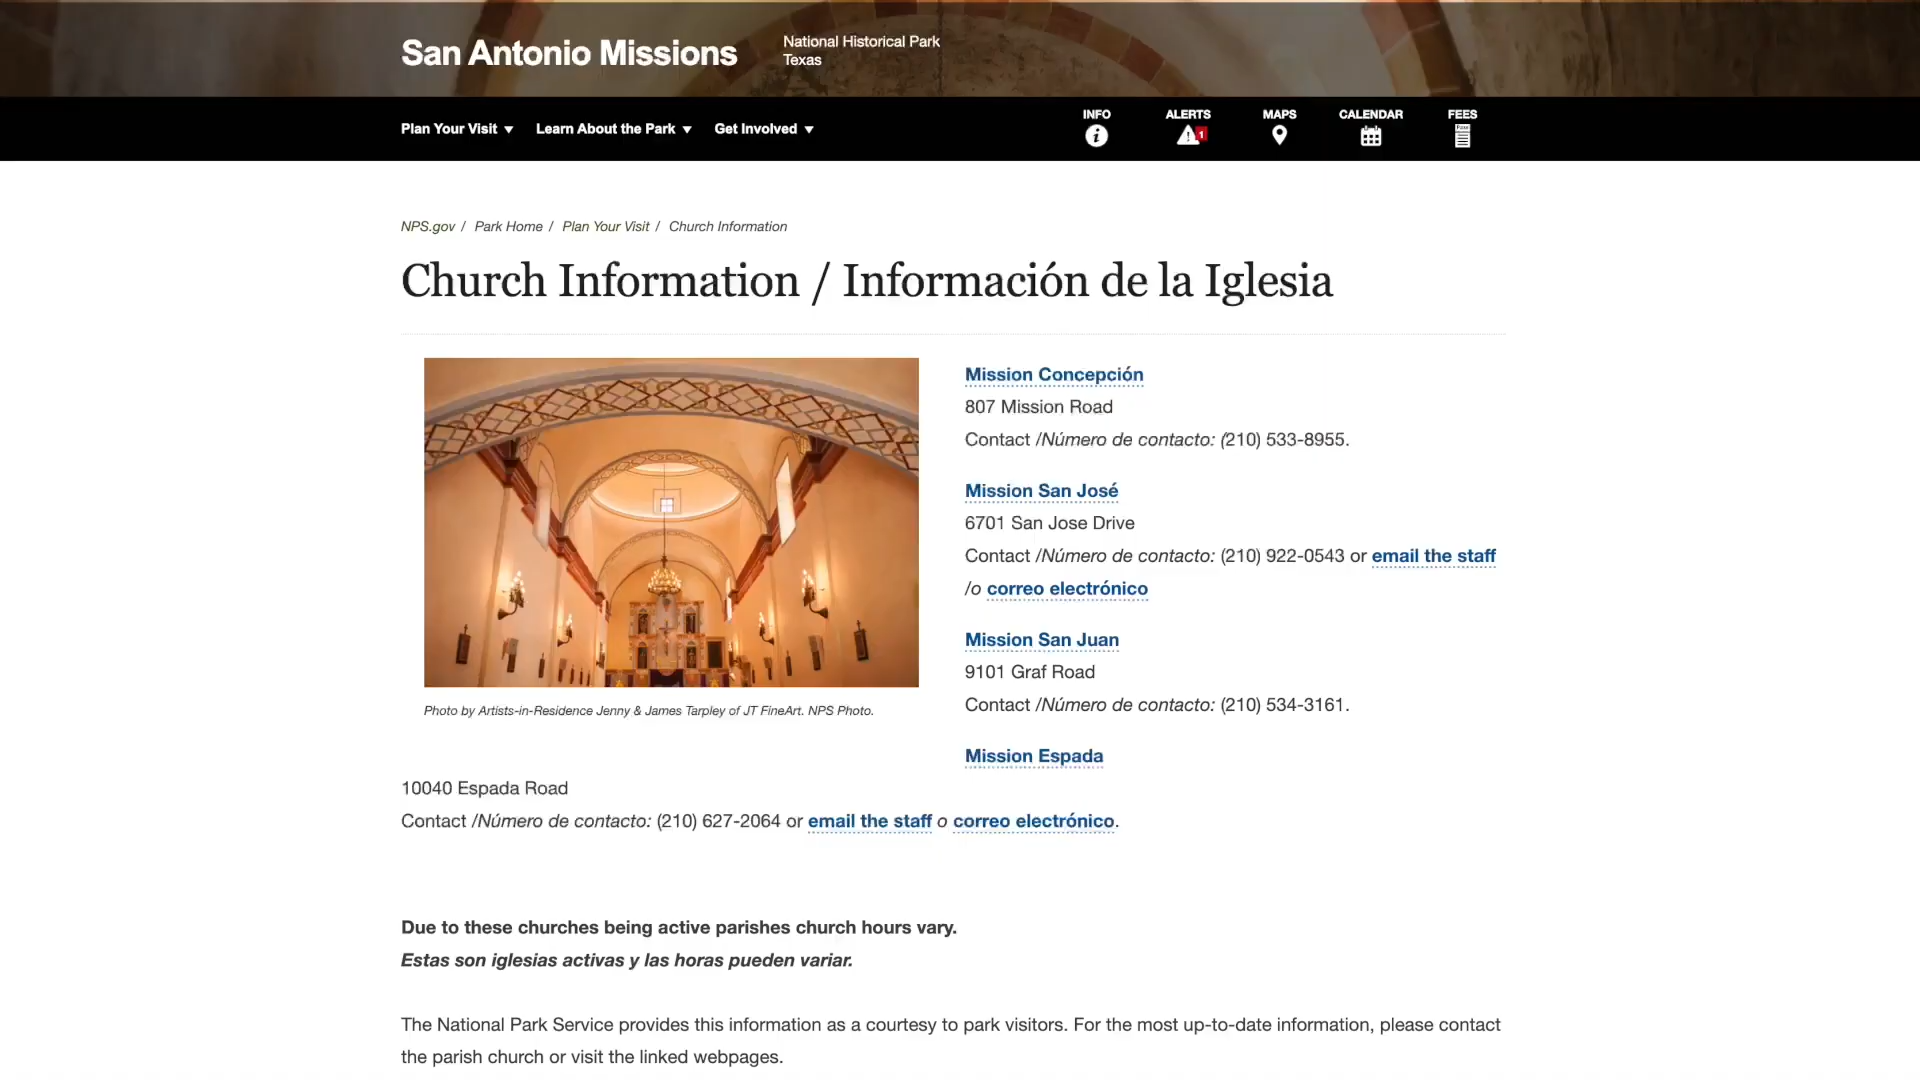 San Antonio Missions
National Historical Park
Texas
Plan Your Visit
Learn About the Park
Get Involved
INFO
ALERTS
1
MAPS
CALENDAR
FEES
NPS.gov / Park Home / Plan Your Visit / Church Information
Church Information / Información de la Iglesia
Photo by Artists-in-Residence Jenny & James Tarpley of JT FineArt. NPS Photo.
Mission Concepción
807 Mission Road
Contact /Número de contacto: (210) 533-8955.
Mission San José
6701 San Jose Drive
Contact /Número de contacto: (210) 922-0543 or email the staff
/o correo electrónico
Mission San Juan
9101 Graf Road
Contact /Número de contacto: (210) 534-3161.
Mission Espada
10040 Espada Road
Contact /Número de contacto: (210) 627-2064 or email the staff o correo electrónico.
Due to these churches being active parishes church hours vary.
Estas son iglesias activas y las horas pueden variar.
The National Park Service provides this information as a courtesy to park visitors. For the most up-to-date information, please contact
the parish church or visit the linked webpages.